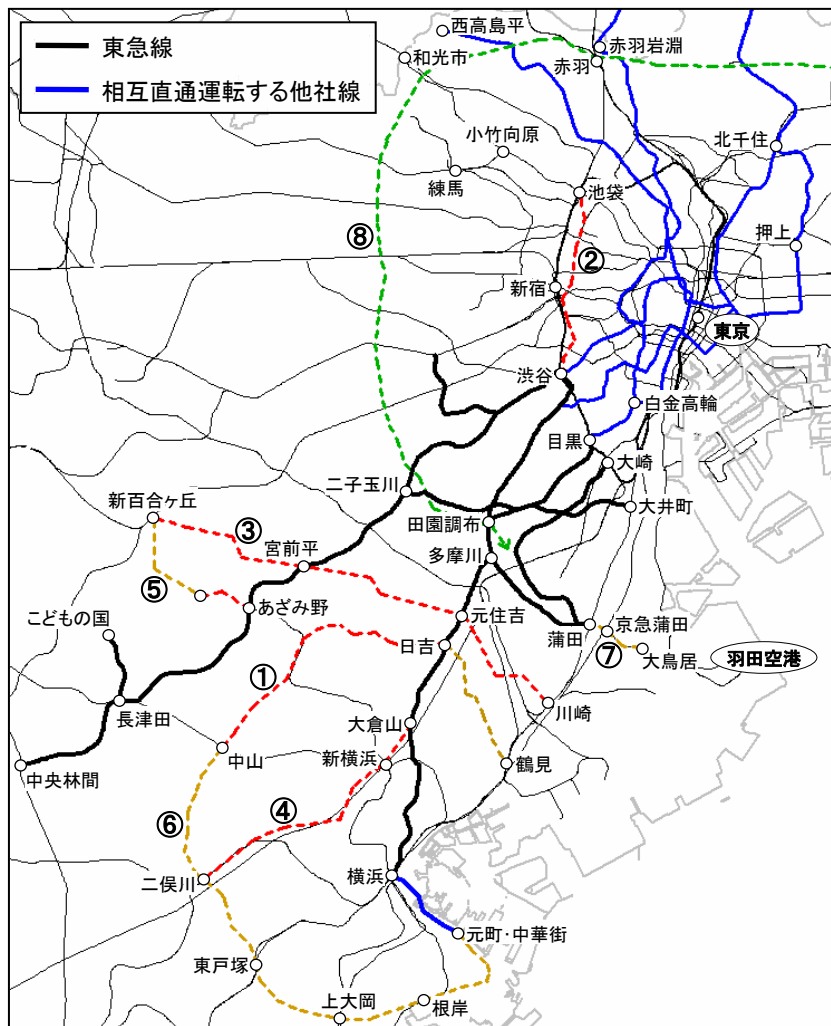 東急線
相互直通運転する他社線
西高島平
和光市
赤羽岩淵
赤羽
小竹向原
練馬
北千住
池袋
押上
⑧
②
新宿
東京
渋谷
白金高輪
目黒
大崎
二子玉川
大井町
新百合ヶ丘
③
田園調布
宮前平
多摩川
⑤
あざみ野
元住吉
こどもの国
日吉
蒲田
京急蒲田
⑦
大鳥居
羽田空港
①
長津田
大倉山
川崎
中山
新横浜
鶴見
中央林間
⑥
④
二俣川
横浜
元町・中華街
東戸塚
上大岡
根岸